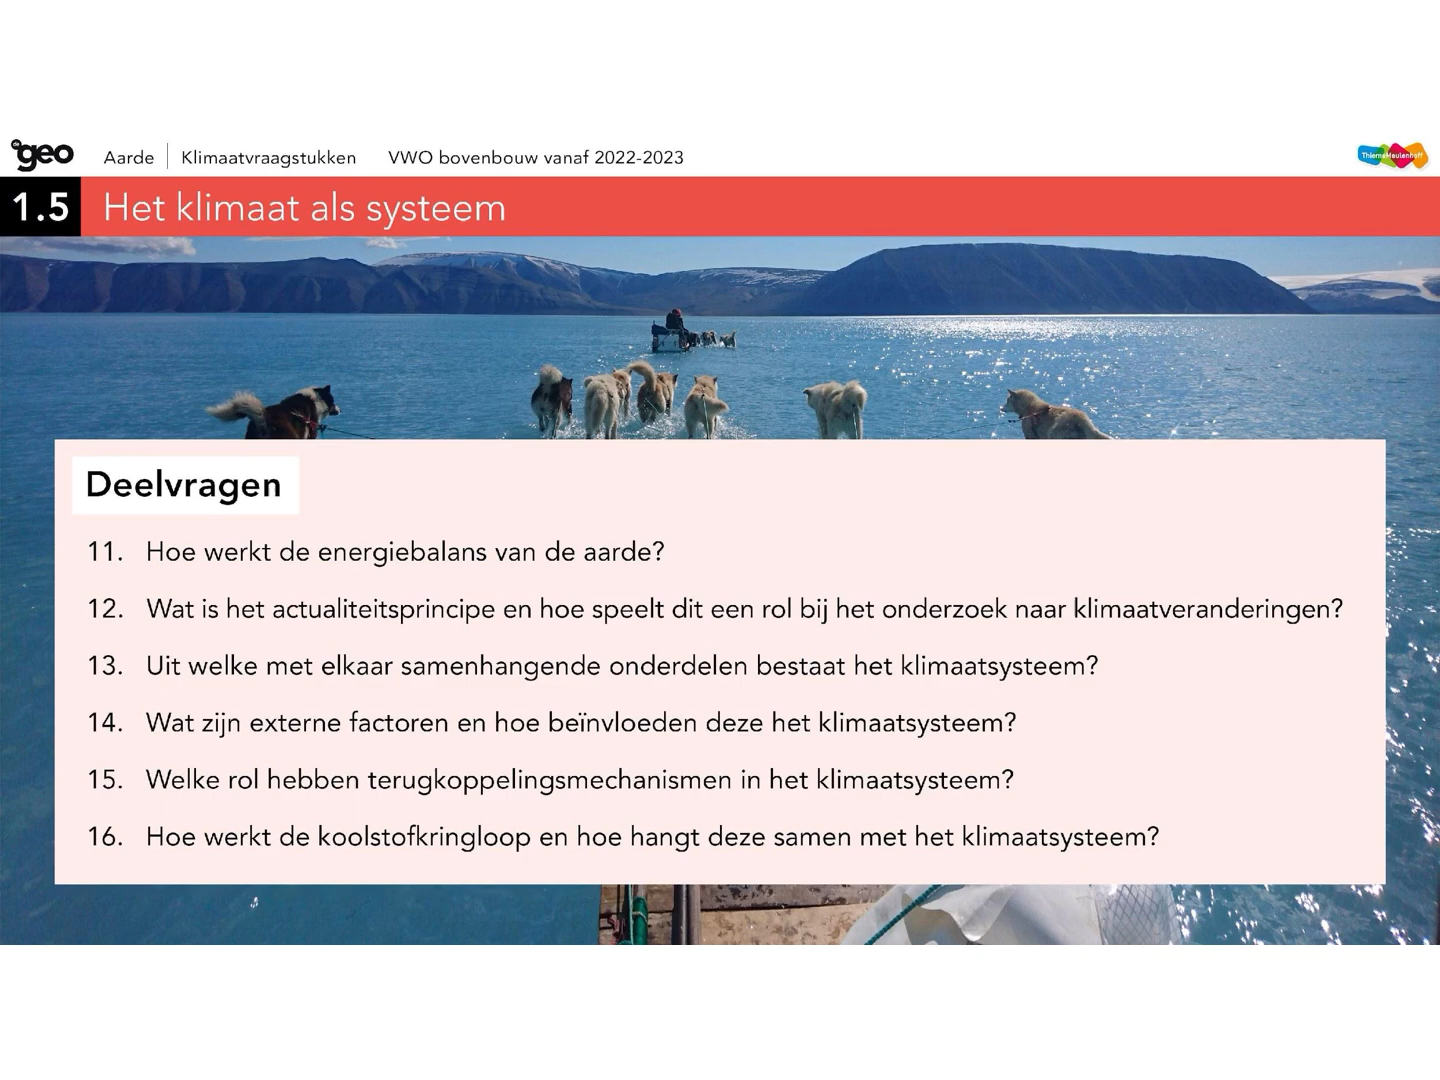 de geo Aarde Klimaatvraagstukken VWO bovenbouw vanaf 2022-2023 ThiemeMeulenhoff
1.5 Het klimaat als systeem
Deelvragen
11. Hoe werkt de energiebalans van de aarde?
12. Wat is het actualiteitsprincipe en hoe speelt dit een rol bij het onderzoek naar klimaatveranderingen?
13. Uit welke met elkaar samenhangende onderdelen bestaat het klimaatsysteem?
14. Wat zijn externe factoren en hoe beïnvloeden deze het klimaatsysteem?
15. Welke rol hebben terugkoppelingsmechanismen in het klimaatsysteem?
16. Hoe werkt de koolstofkringloop en hoe hangt deze samen met het klimaatsysteem?